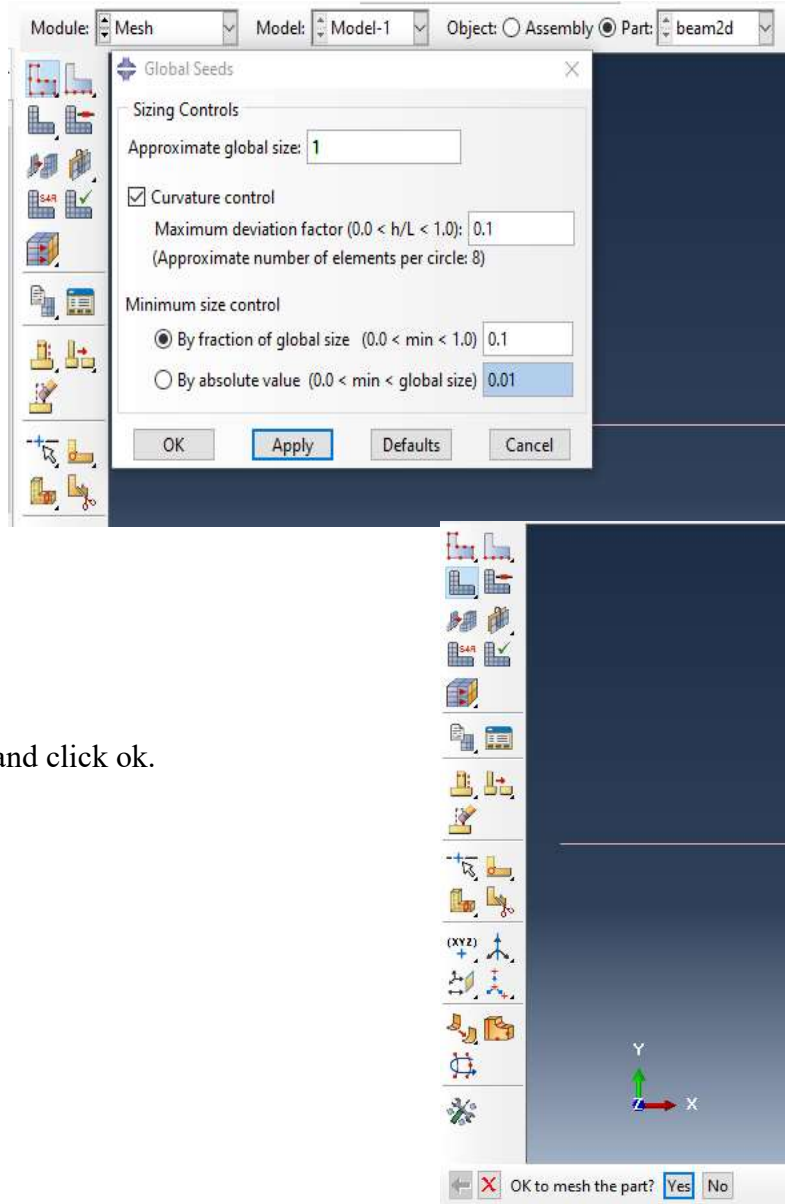 Module: Mesh Model: Model-1 Object: Assembly Part: beam2d
Global Seeds
Sizing Controls
Approximate global size: 1
Curvature control
Maximum deviation factor (0.0 < h/L < 1.0): 0.1
(Approximate number of elements per circle: 8)
Minimum size control
By fraction of global size (0.0 < min < 1.0) 0.1
By absolute value (0.0 < min < global size) 0.01
OK Apply Defaults Cancel
S4R
and click ok.
S4R
(XYZ)
Y
Z X
OK to mesh the part? Yes No